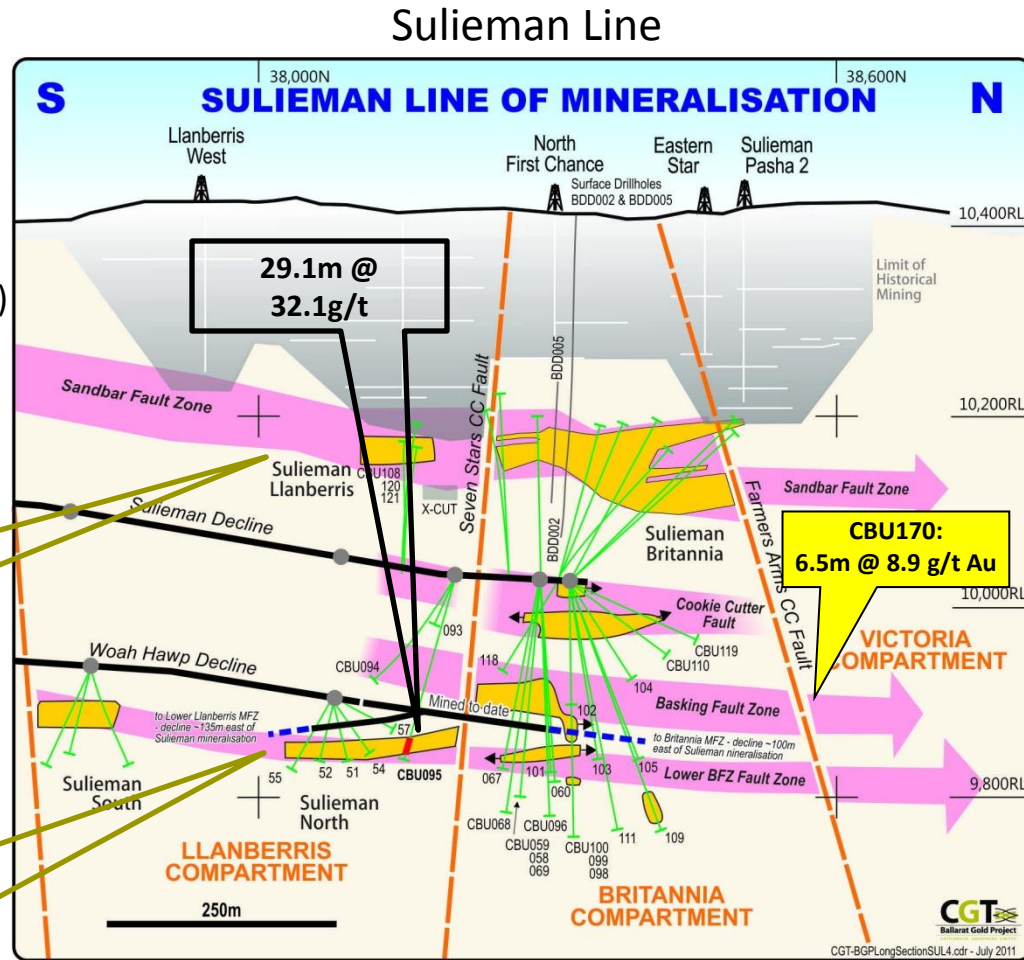 Sulieman Line
38,000N
38,600N
S
SULIEMAN LINE OF MINERALISATION
N
Llanberris
West
North
First Chance
Eastern
Star
Sulieman
Pasha 2
Surface Drillholes
BDD002 & BDD005
10,400RL
29.1m @
32.1g/t
)
Limit of
Historical
Mining
BDD005
Seven Stars CC Fault
Sandbar Fault Zone
10,200RL
Sulieman
Llanberris
CBU108
120
121
X-CUT
Sandbar Fault Zone
Farmers Arms CC Fault
Sulieman Decline
BDD002
Sulieman
Britannia
CBU170:
6.5m @ 8.9 g/t Au
10,000RL
Cookie Cutter
Fault
093
CBU119
CBU110
VICTORIA
COMPARTMENT
Woah Hawp Decline
CBU094
118
104
Mined to date
102
Basking Fault Zone
to Lower Llanberris MFZ
- decline ~135m east of
Sulieman mineralisation
57
to Britannia MFZ - decline ~100m
east of Sulieman nineralisation
55
52
51
54
CBU095
067
101
060
103
105
Lower BFZ Fault Zone
9,800RL
Sulieman
South
Sulieman
North
CBU068
CBU096
CBU059
058
069
CBU100
099
098
111
109
LLANBERRIS
COMPARTMENT
BRITANNIA
COMPARTMENT
250m
CGT
Ballarat Gold Project
CGT-BGPLongSectionSUL4.cdr - July 2011